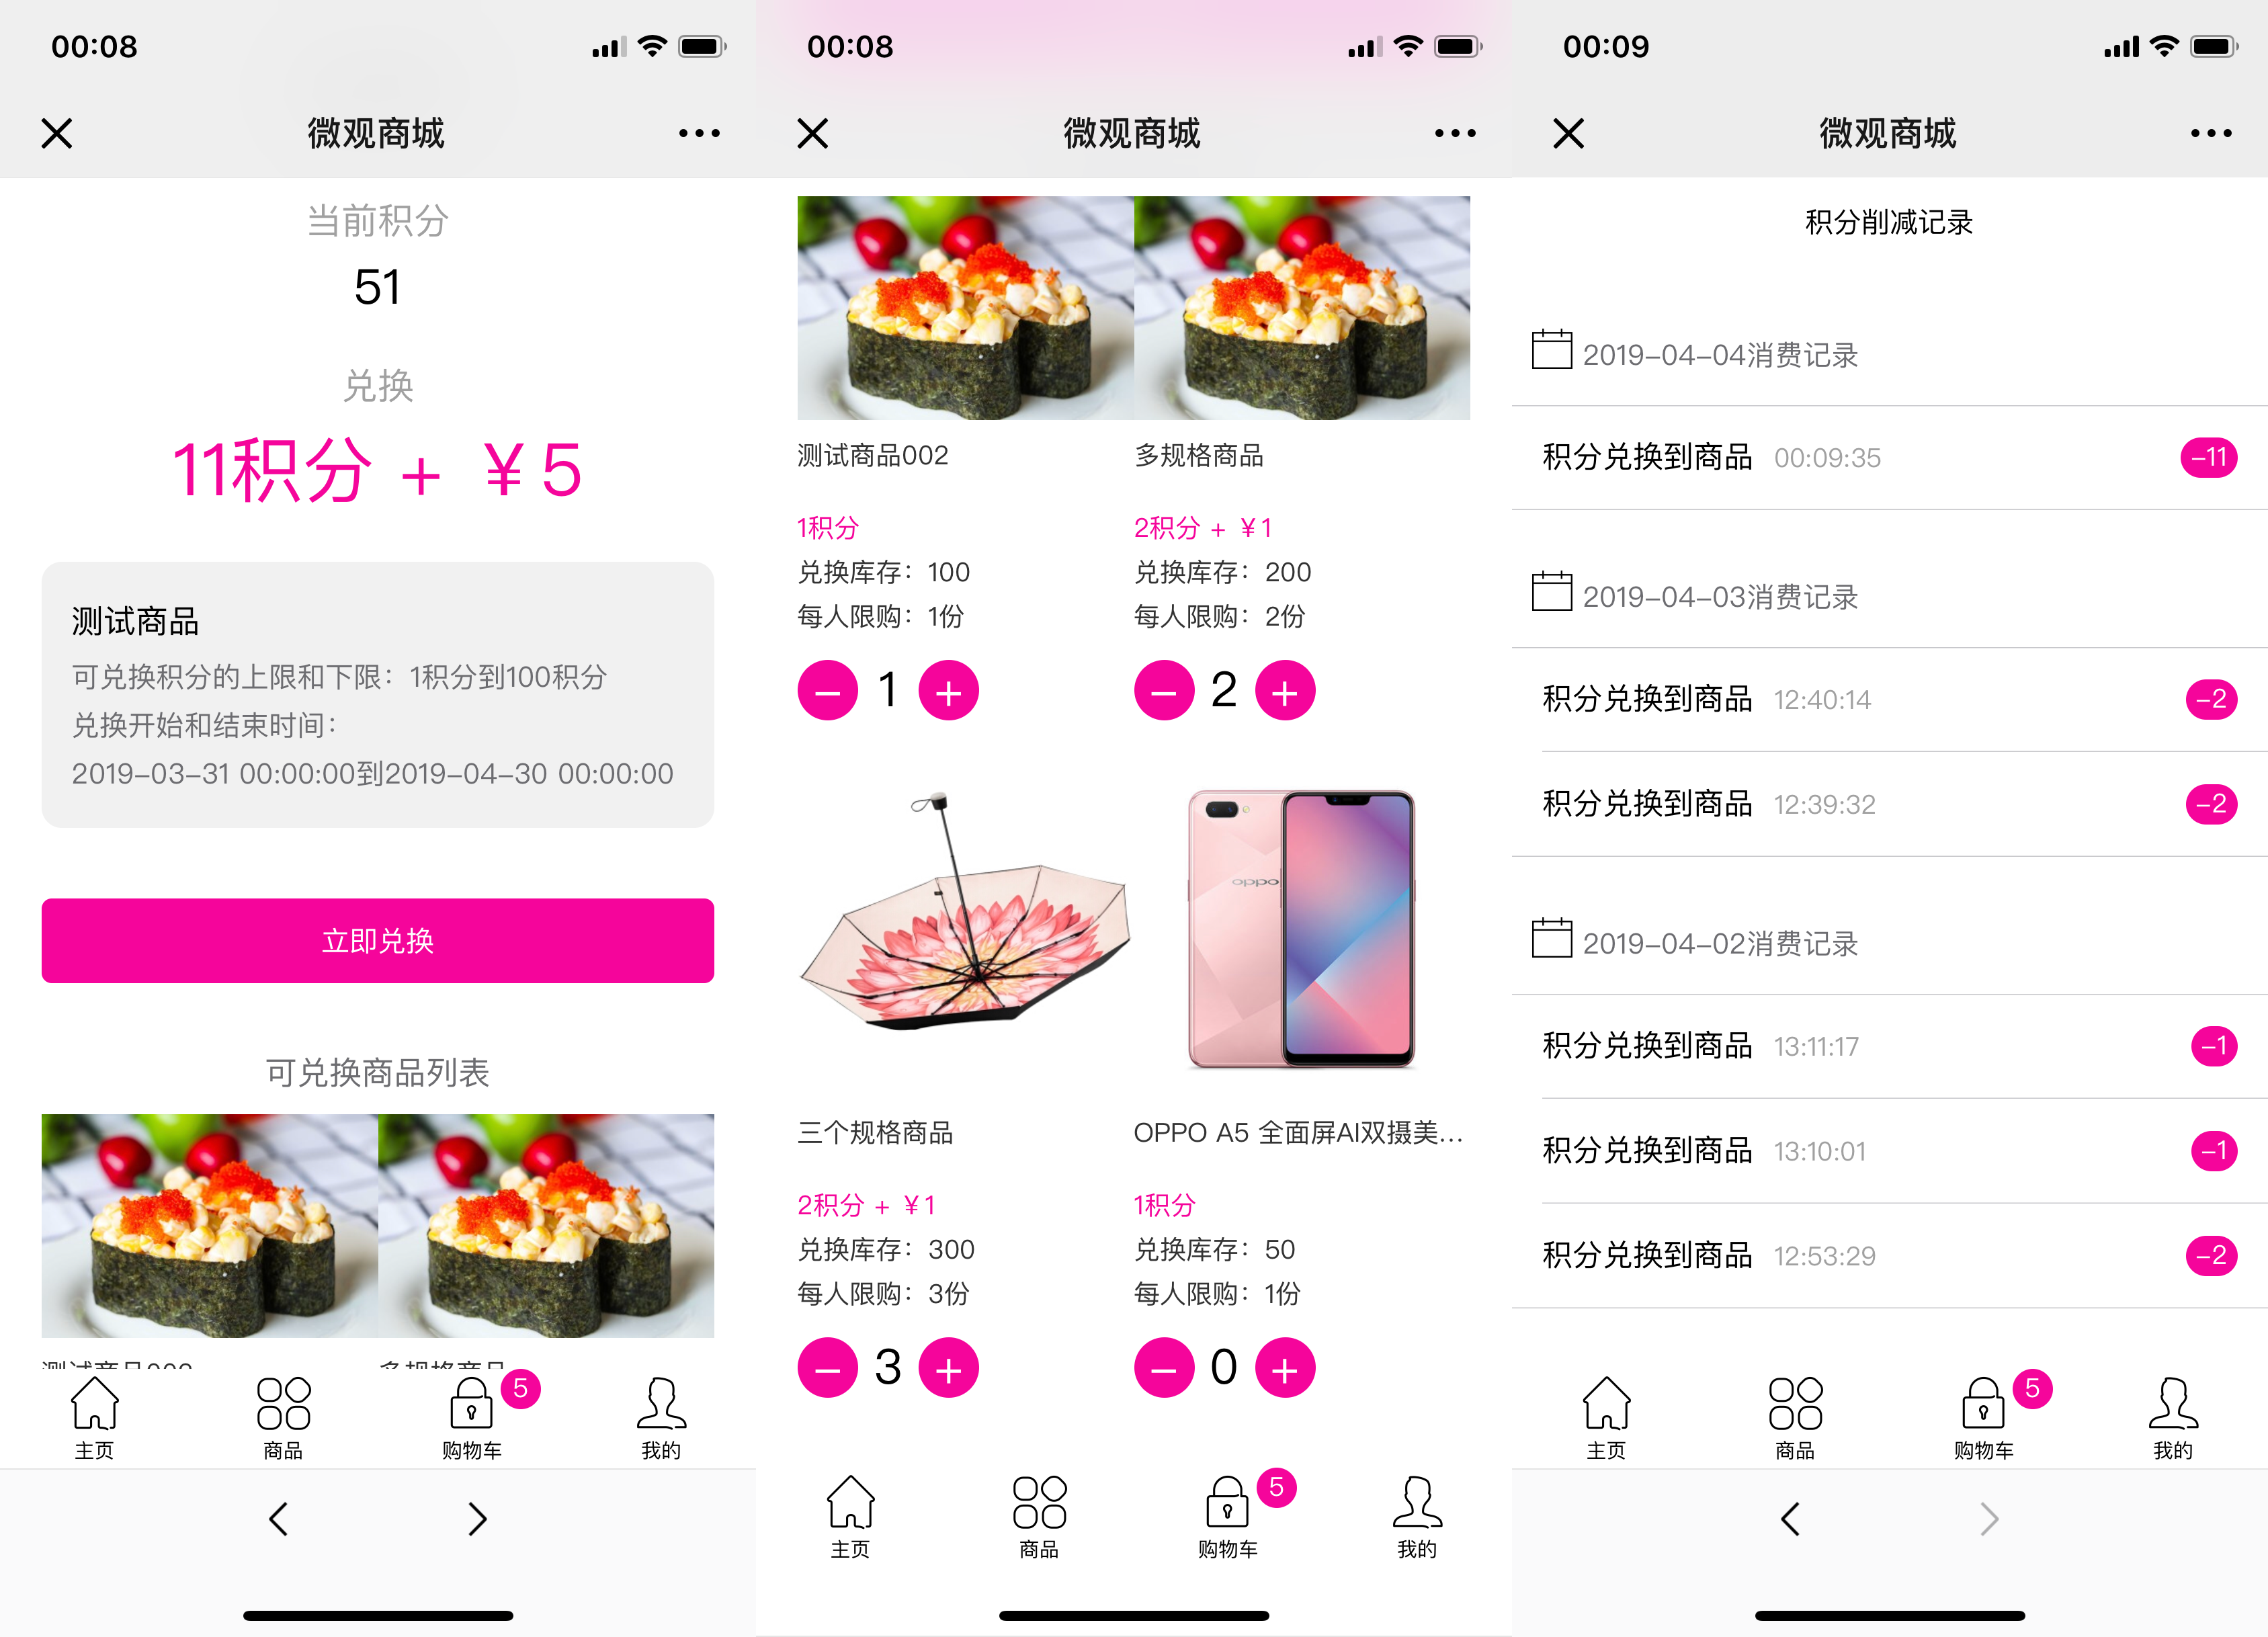 00:08
微观商城
当前积分
51
兑换
11积分 + ¥5
测试商品
可兑换积分的上限和下限：1积分到100积分
兑换开始和结束时间：
2019-03-31 00:00:00到2019-04-30 00:00:00
立即兑换
可兑换商品列表
测试商品002
多规格商品
主页
商品
5
购物车
我的
00:08
微观商城
测试商品002
多规格商品
1积分
2积分 + ¥1
兑换库存：100
兑换库存：200
每人限购：1份
每人限购：2份
− 1 +
− 2 +
oppo
三个规格商品
OPPO A5 全面屏AI双摄美...
2积分 + ¥1
1积分
兑换库存：300
兑换库存：50
每人限购：3份
每人限购：1份
− 3 +
− 0 +
主页
商品
5
购物车
我的
00:09
微观商城
积分削减记录
2019-04-04消费记录
积分兑换到商品 00:09:35 -11
2019-04-03消费记录
积分兑换到商品 12:40:14 -2
积分兑换到商品 12:39:32 -2
2019-04-02消费记录
积分兑换到商品 13:11:17 -1
积分兑换到商品 13:10:01 -1
积分兑换到商品 12:53:29 -2
主页
商品
5
购物车
我的